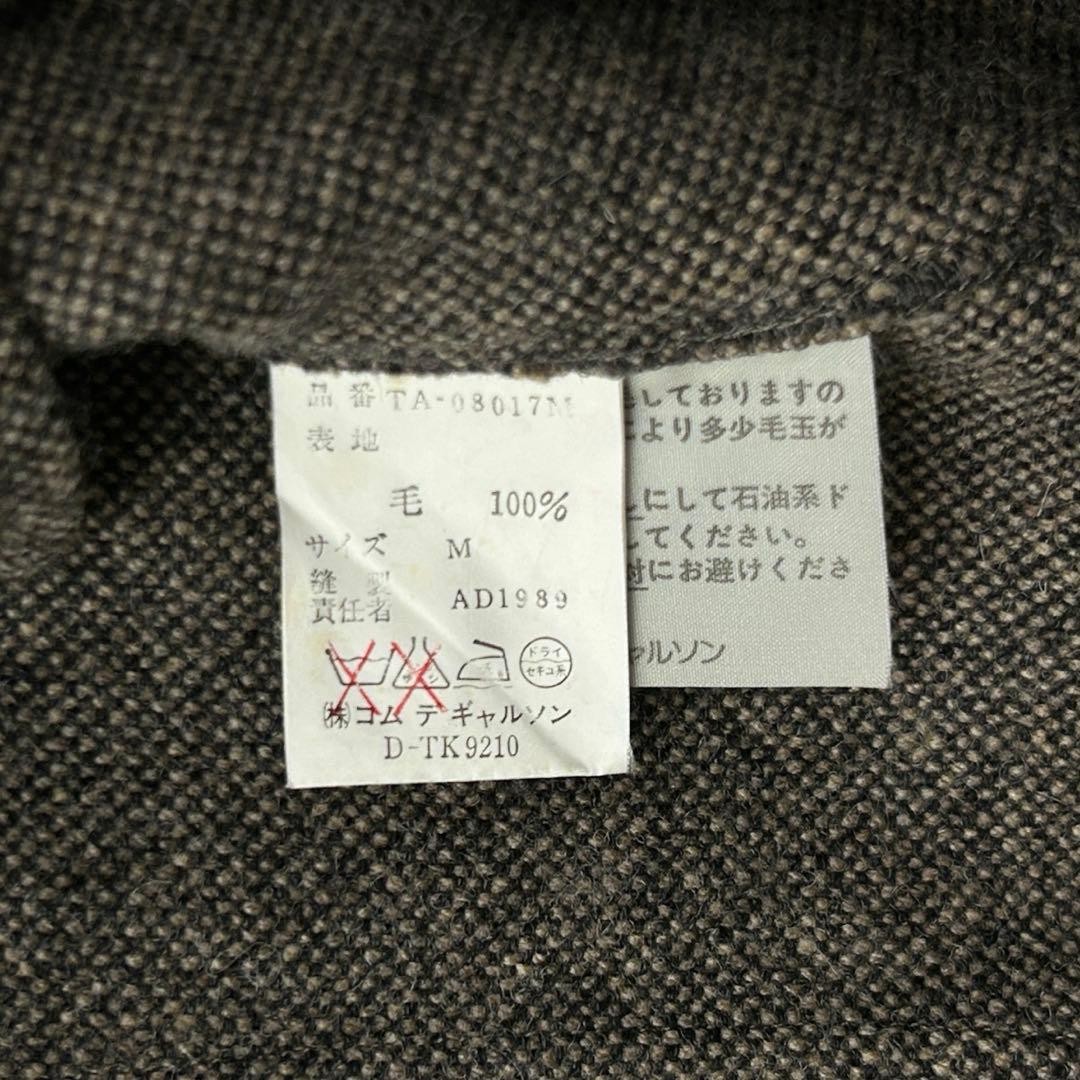 品番 TA-08017M
表地
毛 100%
サイズ M
縫製
責任者 AD1989
ドライ
セキユ系
(株)コム デ ギャルソン
D-TK9210
しておりますの
より多少毛玉が
にして石油系ド
してください。
にお避けくださ
ャルソン